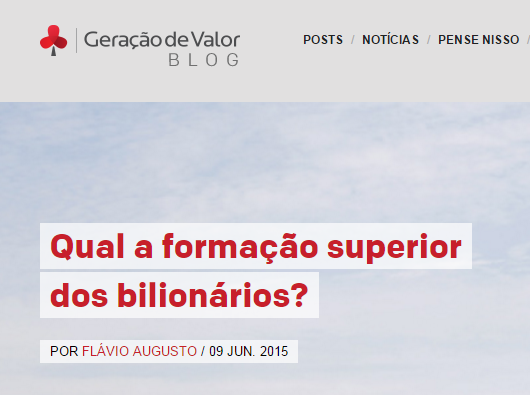 Geração de Valor
BLOG
POSTS / NOTÍCIAS / PENSE NISSO /
Qual a formação superior
dos bilionários?
POR FLÁVIO AUGUSTO / 09 JUN. 2015